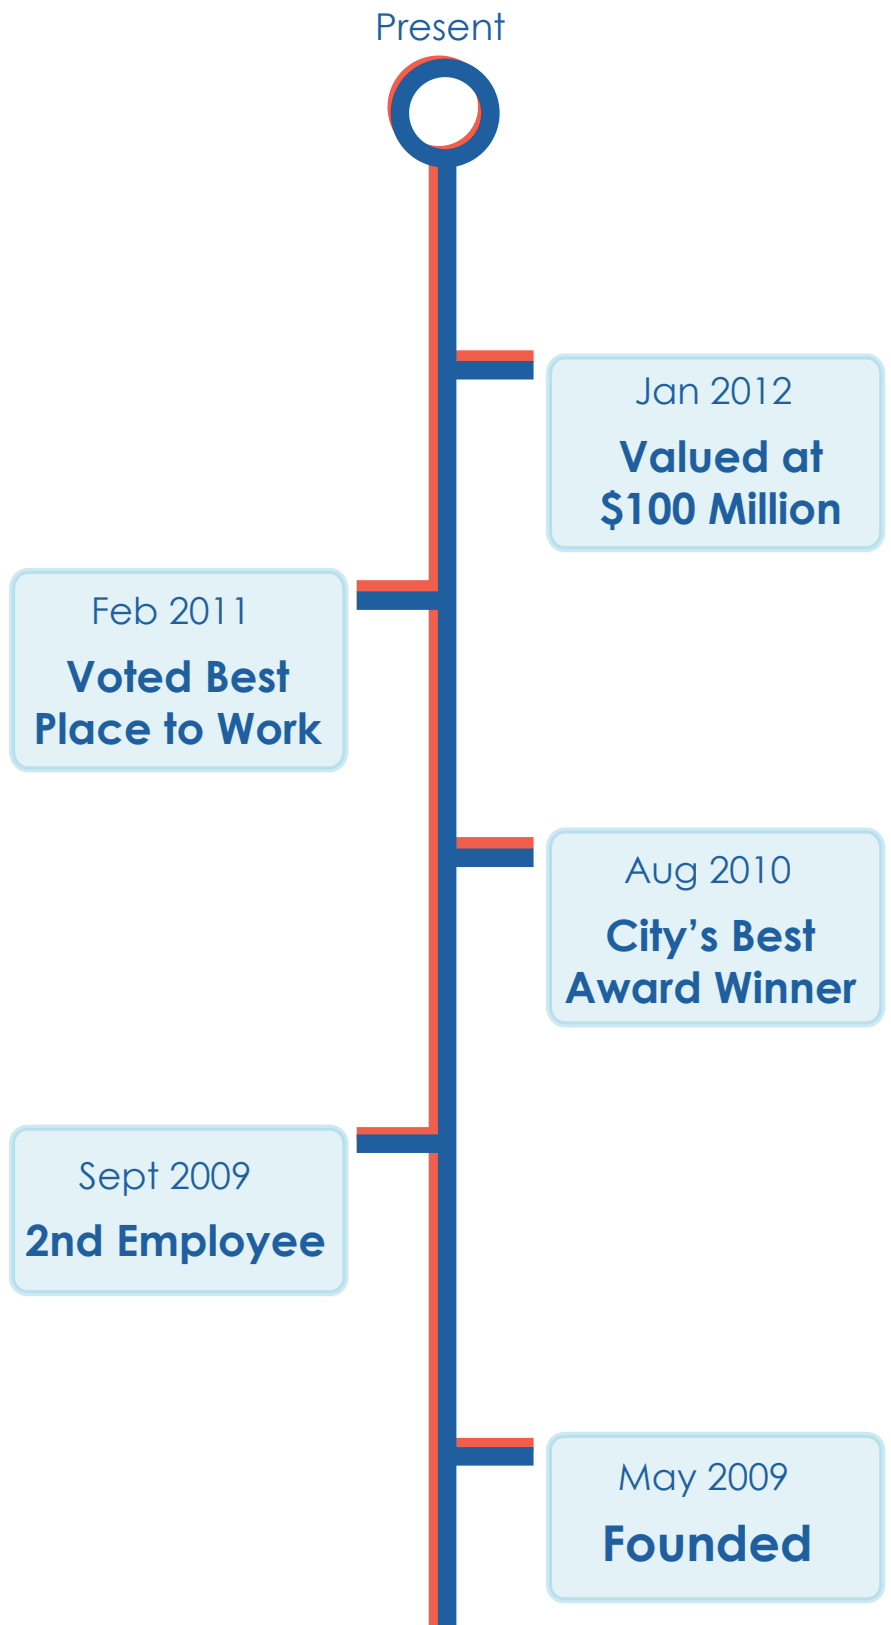 Present
Jan 2012
Valued at
$100 Million
Feb 2011
Voted Best
Place to Work
Aug 2010
City’s Best
Award Winner
Sept 2009
2nd Employee
May 2009
Founded